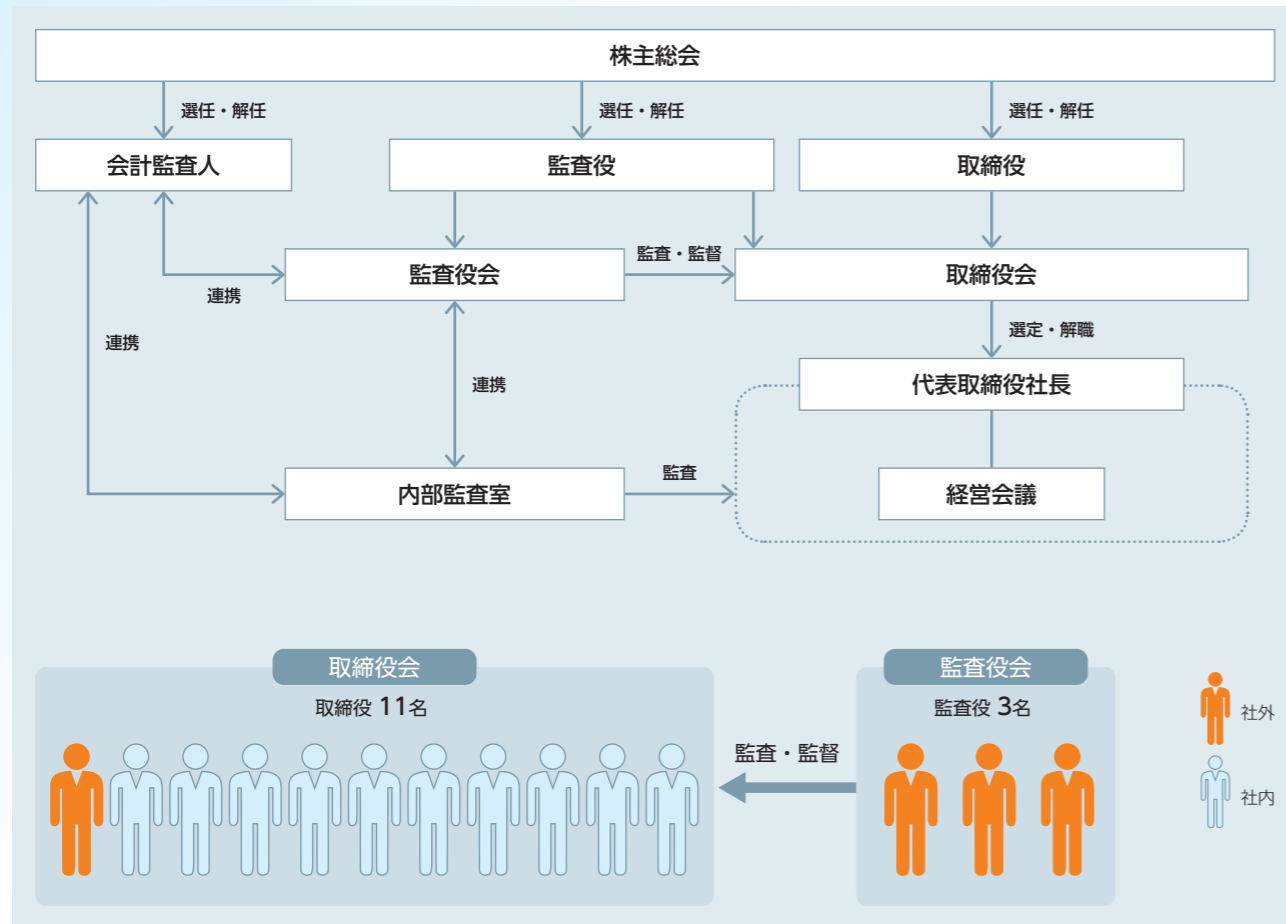 株主総会
選任・解任
選任・解任
選任・解任
会計監査人
監査役
取締役
監査役会
監査・監督
取締役会
連携
選定・解職
連携
代表取締役社長
連携
内部監査室
監査
経営会議
取締役会
取締役 11名
監査役会
監査役 3名
監査・監督
社外
社内